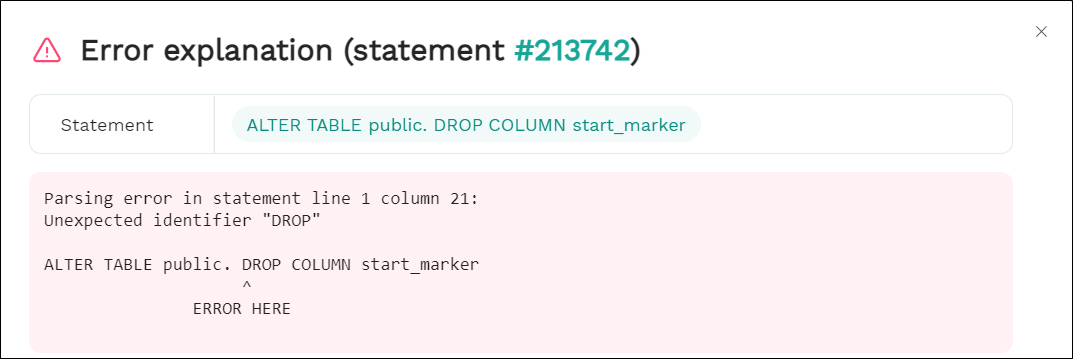 Error explanation (statement #213742)
Statement
ALTER TABLE public. DROP COLUMN start_marker
Parsing error in statement line 1 column 21:
Unexpected identifier "DROP"
ALTER TABLE public. DROP COLUMN start_marker
^
ERROR HERE